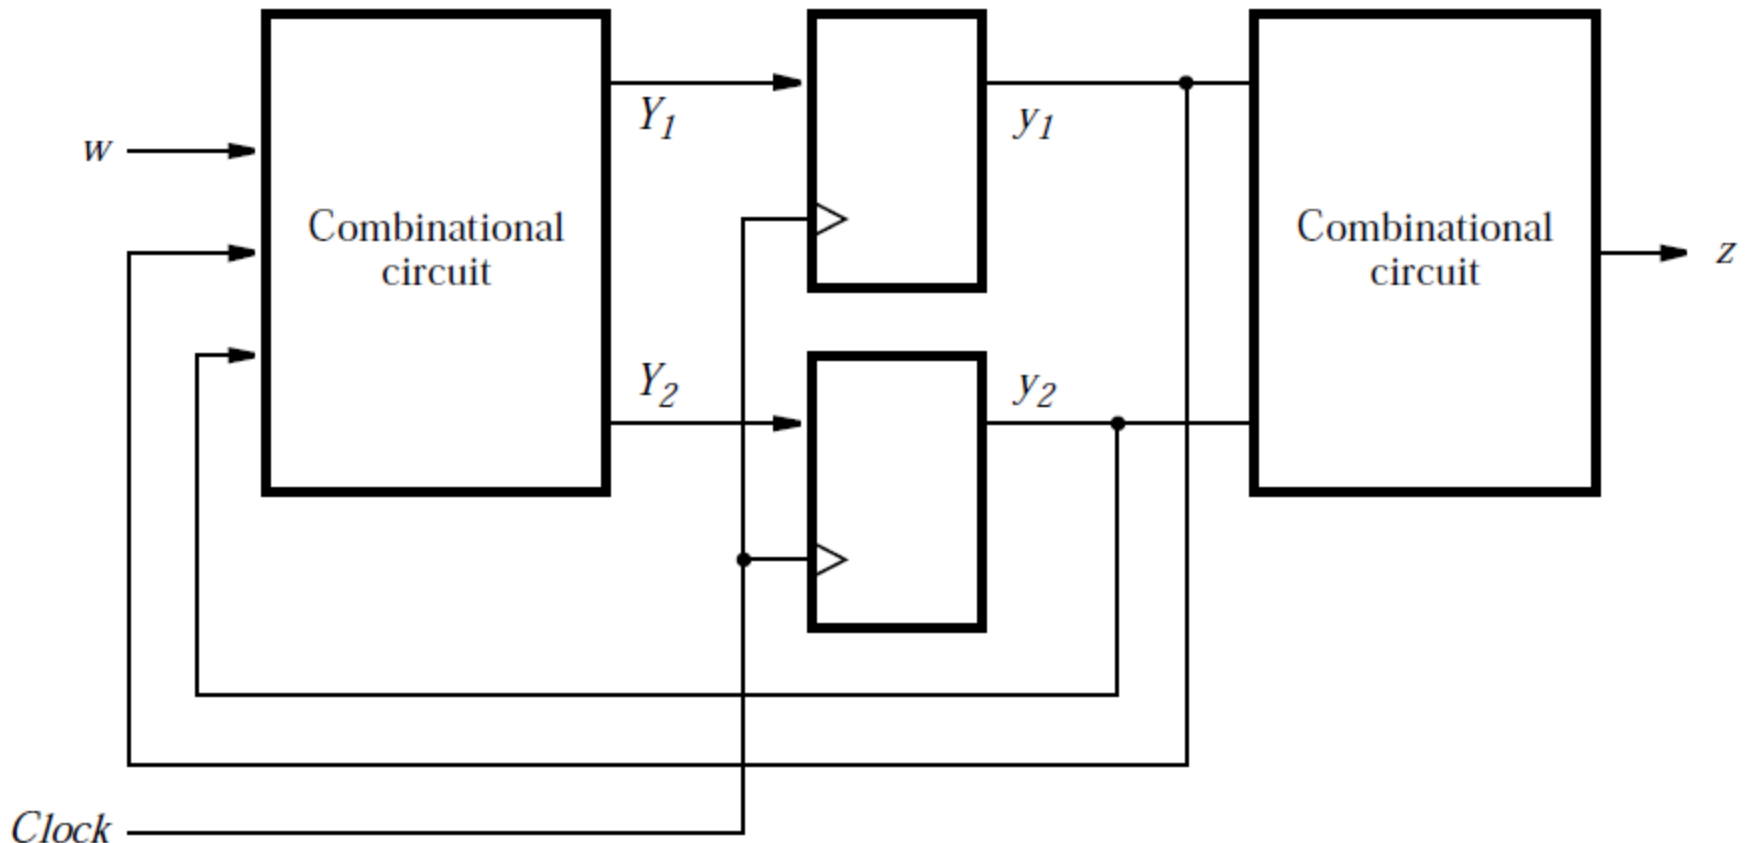 Y₁
y₁
w
Combinational
circuit
Combinational
circuit
z
Y₂
y₂
Clock